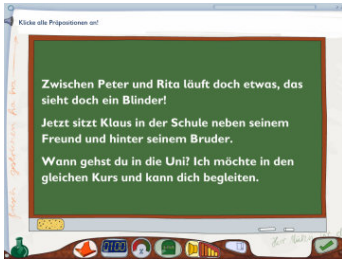 Klicke alle Präpositionen an!
Zwischen Peter und Rita läuft doch etwas, das
sieht doch ein Blinder!
Jetzt sitzt Klaus in der Schule neben seinem
Freund und hinter seinem Bruder.
Wann gehst du in die Uni? Ich möchte in den
gleichen Kurs und kann dich begleiten.